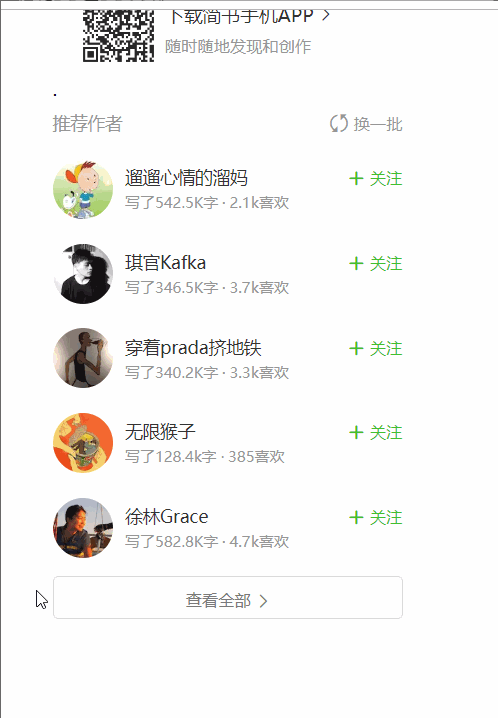 下载简书手机APP >
随时随地发现和创作
.
推荐作者 换一批
遛遛心情的溜妈 + 关注
写了542.5K字 · 2.1k喜欢
琪官Kafka + 关注
写了346.5K字 · 3.7k喜欢
穿着prada挤地铁 + 关注
写了340.2K字 · 3.3k喜欢
无限猴子 + 关注
写了128.4k字 · 385喜欢
徐林Grace + 关注
写了582.8K字 · 4.7k喜欢
查看全部 >